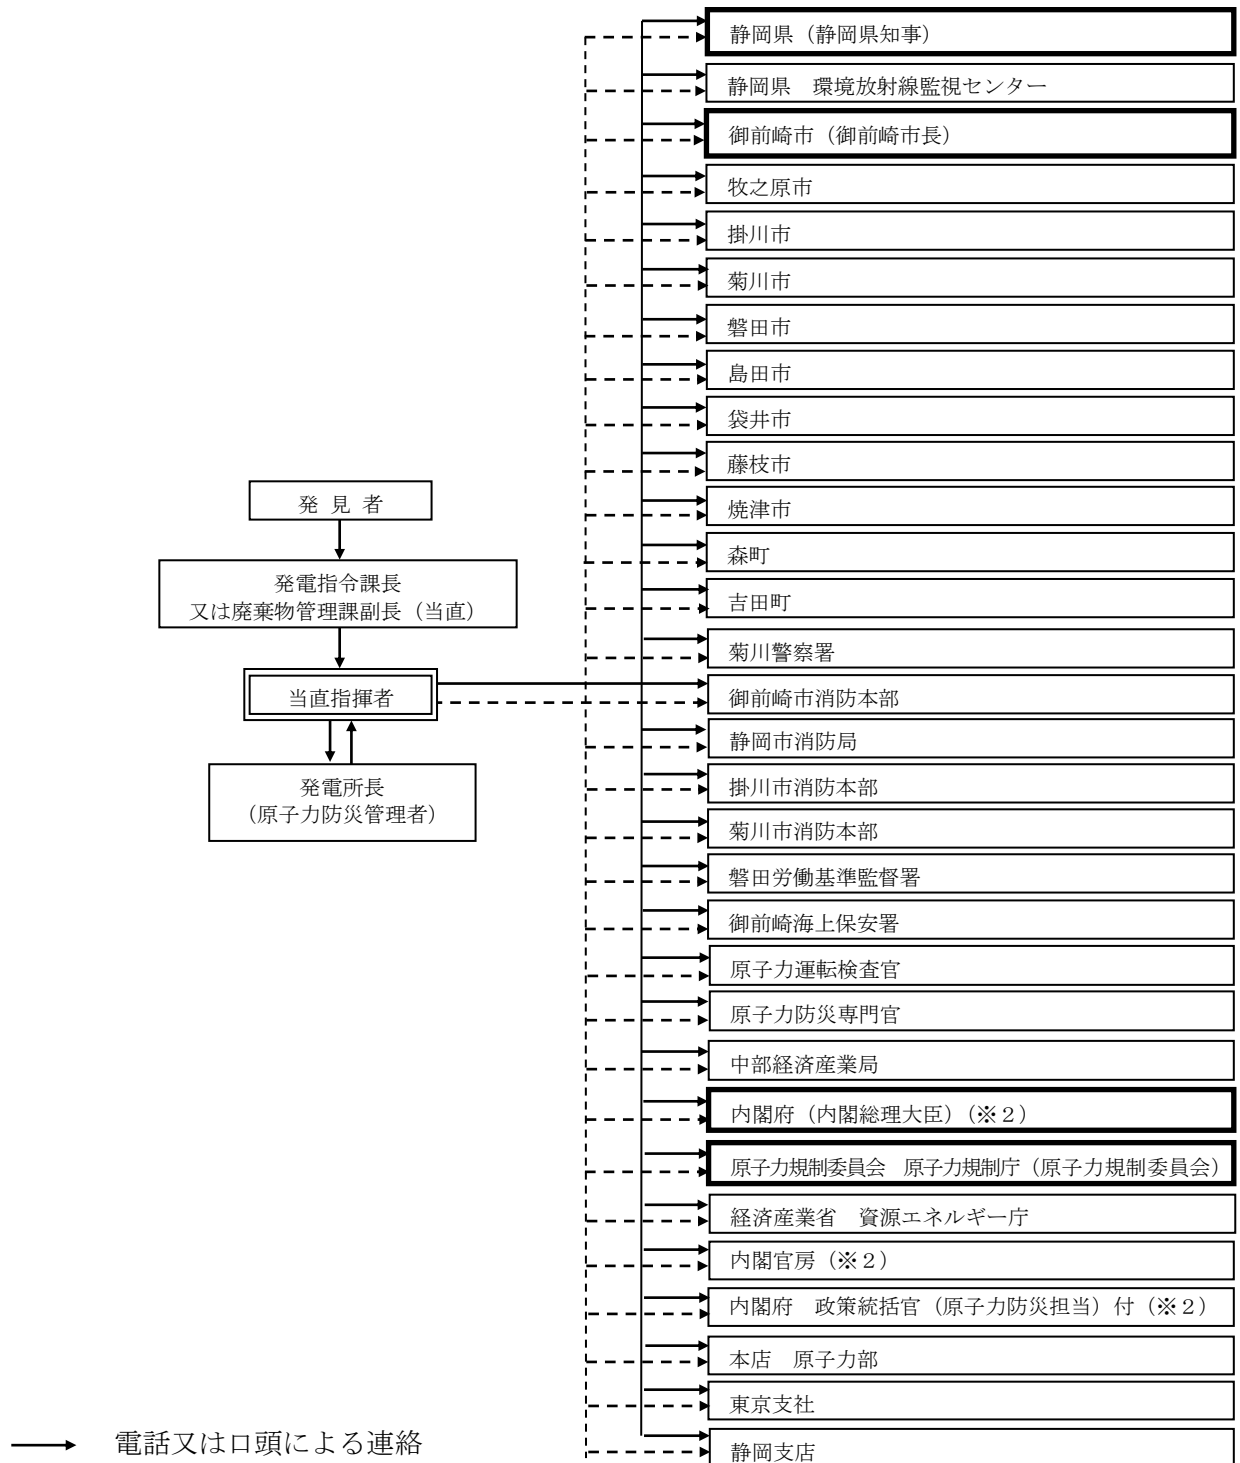 静岡県（静岡県知事）
静岡県　環境放射線監視センター
御前崎市（御前崎市長）
牧之原市
掛川市
菊川市
磐田市
島田市
袋井市
藤枝市
焼津市
森町
吉田町
菊川警察署
御前崎市消防本部
静岡市消防局
掛川市消防本部
菊川市消防本部
磐田労働基準監督署
御前崎海上保安署
原子力運転検査官
原子力防災専門官
中部経済産業局
内閣府（内閣総理大臣）（※２）
原子力規制委員会　原子力規制庁（原子力規制委員会）
経済産業省　資源エネルギー庁
内閣官房（※２）
内閣府　政策統括官（原子力防災担当）付（※２）
本店　原子力部
東京支社
静岡支店
発 見 者
発電指令課長
又は廃棄物管理課副長（当直）
当直指揮者
発電所長
（原子力防災管理者）
電話又は口頭による連絡